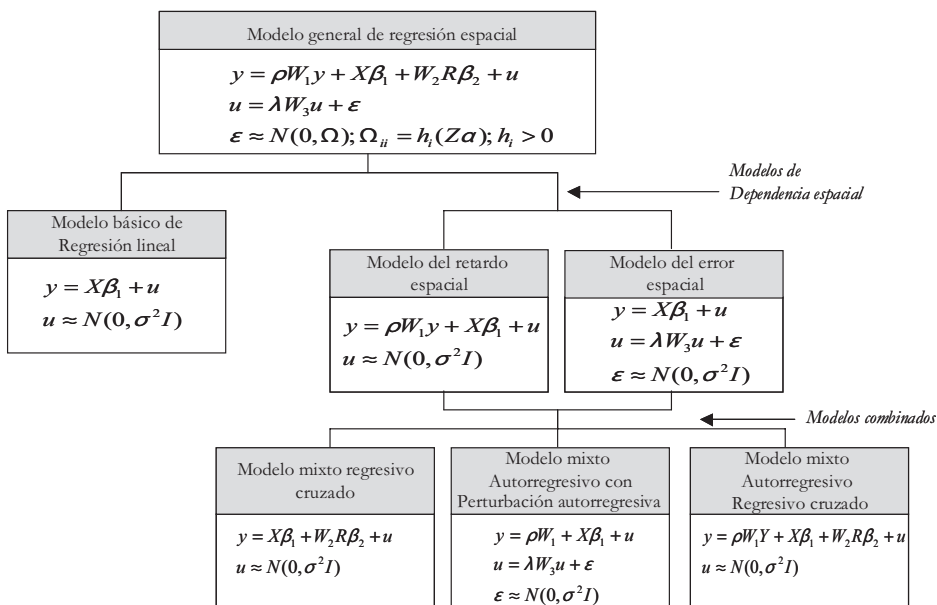 Modelo general de regresión espacial
y = ρW₁y + Xβ₁ + W₂Rβ₂ + u
u = λW₃u + ε
ε ≈ N(0, Ω); Ωᵢᵢ = hᵢ(Zα); hᵢ > 0
Modelos de
Dependencia espacial
Modelo básico de
Regresión lineal
y = Xβ₁ + u
u ≈ N(0, σ²I)
Modelo del retardo
espacial
y = ρW₁y + Xβ₁ + u
u ≈ N(0, σ²I)
Modelo del error
espacial
y = Xβ₁ + u
u = λW₃u + ε
ε ≈ N(0, σ²I)
Modelos combinados
Modelo mixto regresivo
cruzado
y = Xβ₁ + W₂Rβ₂ + u
u ≈ N(0, σ²I)
Modelo mixto
Autorregresivo con
Perturbación autorregresiva
y = ρW₁ + Xβ₁ + u
u = λW₃u + ε
ε ≈ N(0, σ²I)
Modelo mixto
Autorregresivo
Regresivo cruzado
y = ρW₁Y + Xβ₁ + W₂Rβ₂ + u
u ≈ N(0, σ²I)